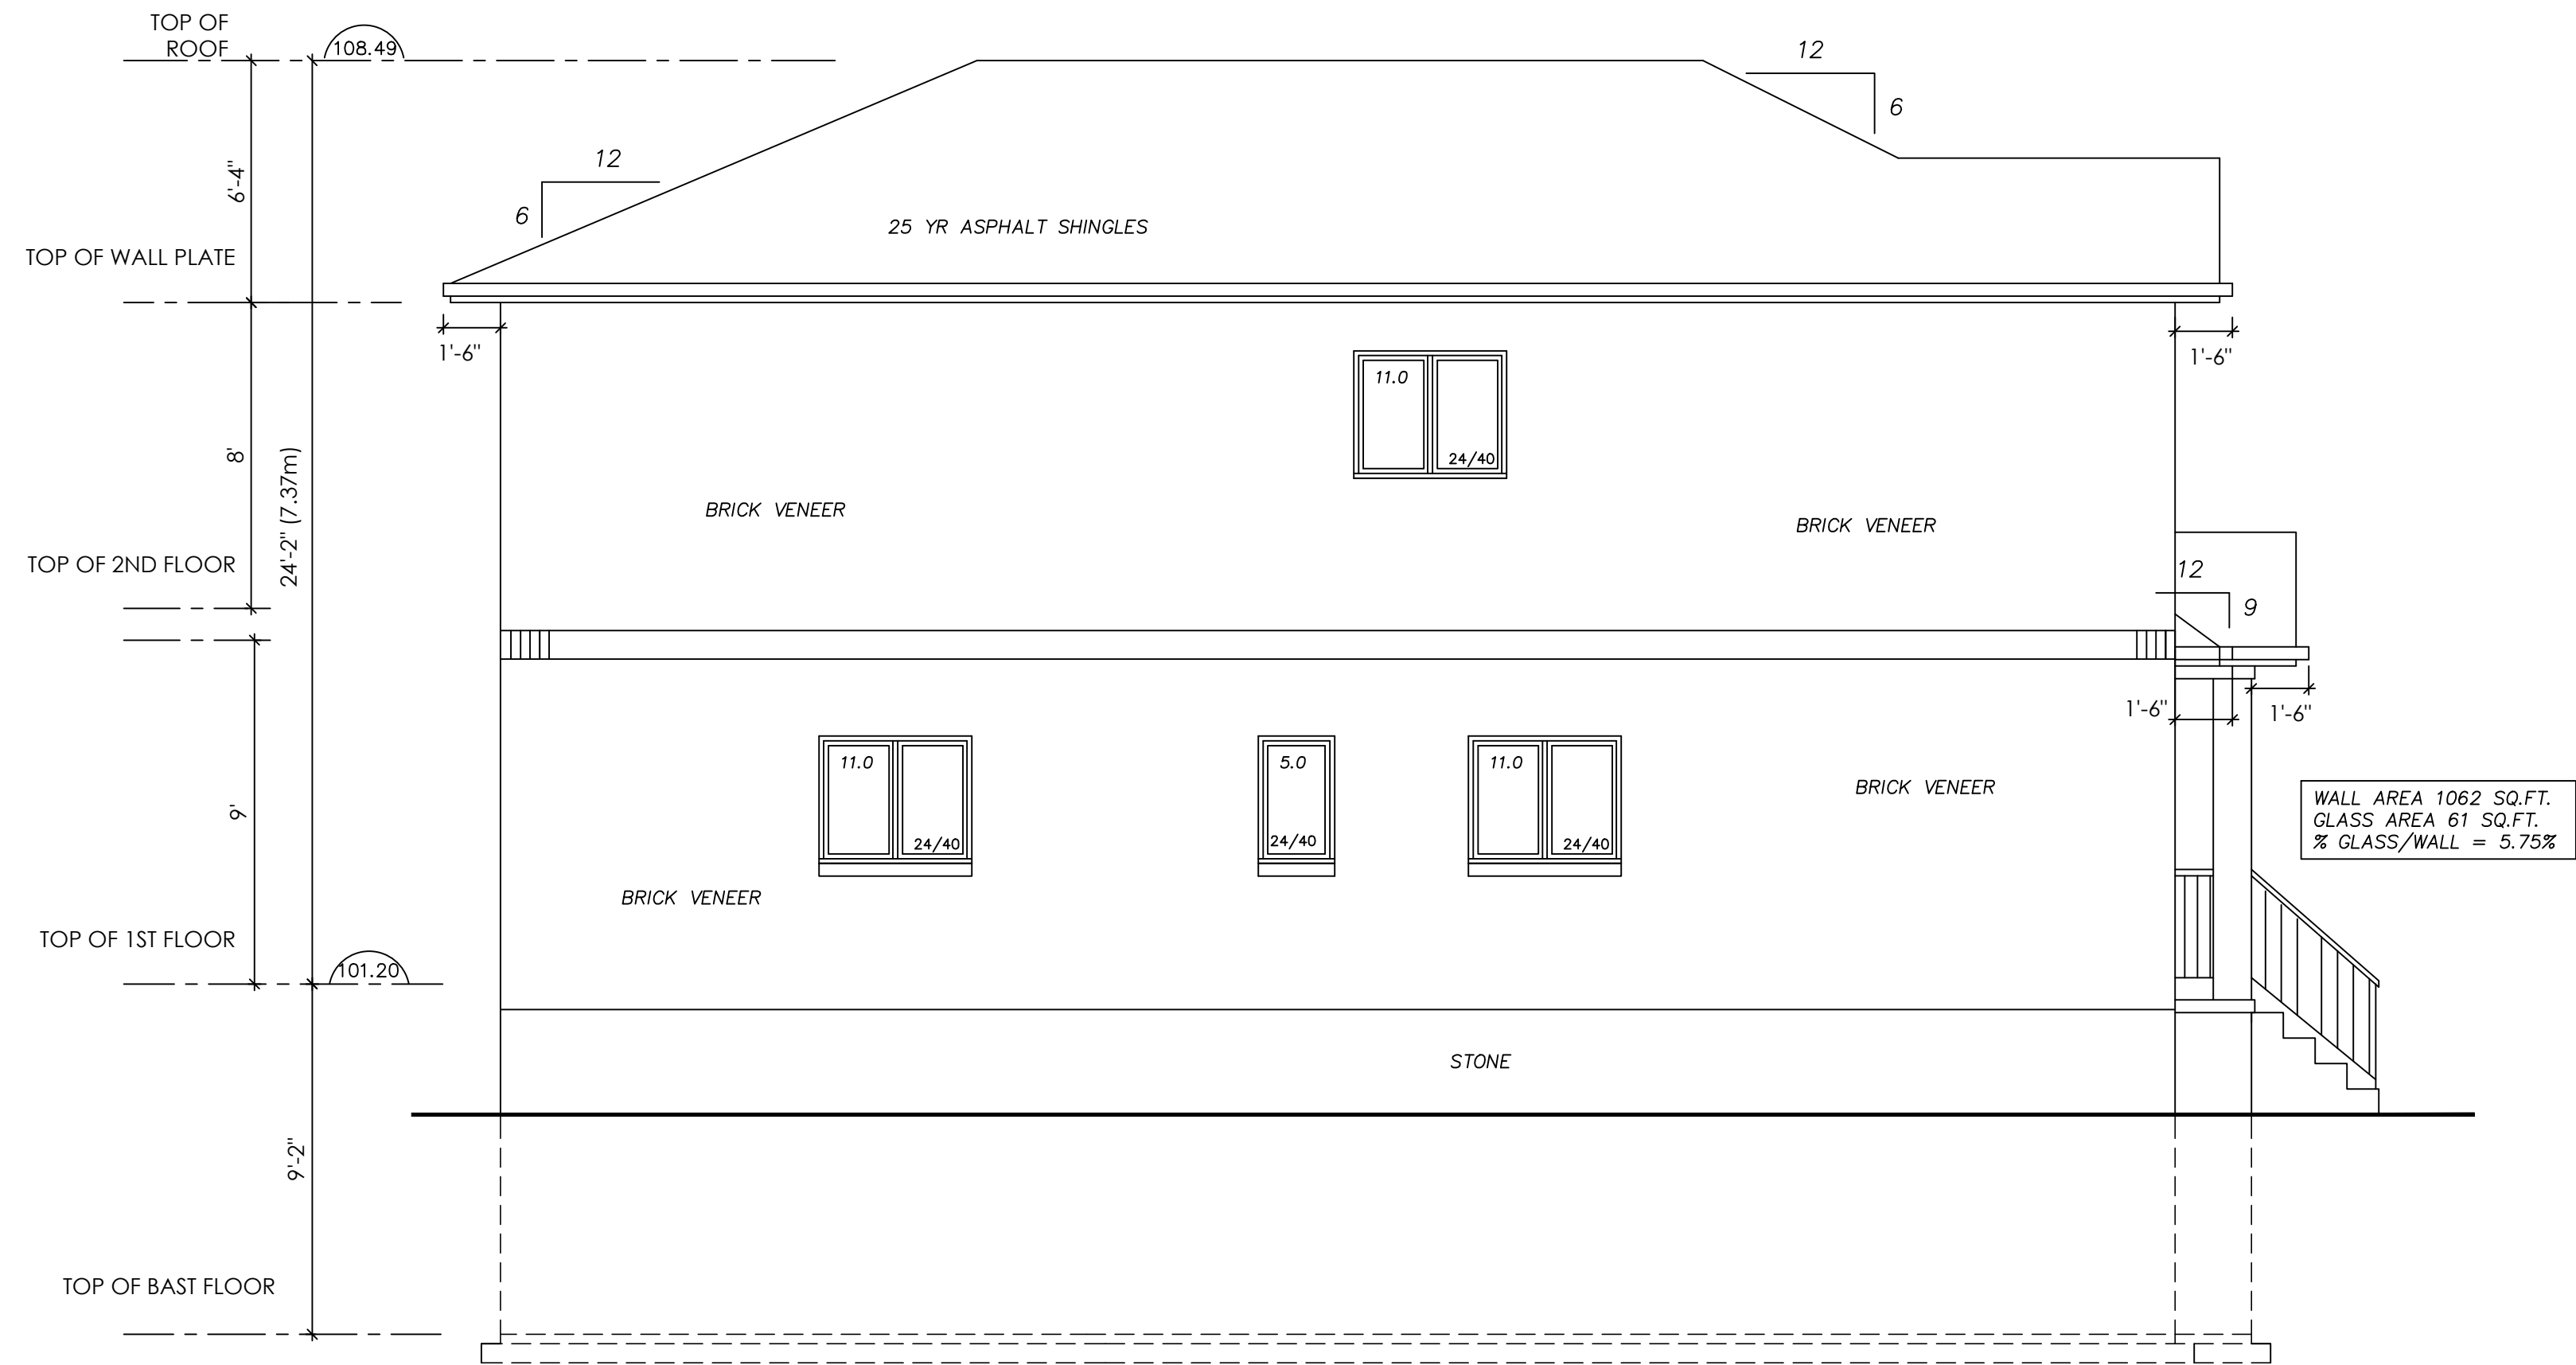 TOP OF
ROOF
108.49
12
6
12
6
6'-4"
25 YR ASPHALT SHINGLES
TOP OF WALL PLATE
1'-6"
1'-6"
11.0
24/40
8'
24'-2" (7.37m)
BRICK VENEER
BRICK VENEER
TOP OF 2ND FLOOR
12
9
1'-6"
1'-6"
11.0
24/40
5.0
24/40
11.0
24/40
BRICK VENEER
WALL AREA 1062 SQ.FT.
GLASS AREA 61 SQ.FT.
% GLASS/WALL = 5.75%
9'
BRICK VENEER
TOP OF 1ST FLOOR
101.20
STONE
9'-2"
TOP OF BAST FLOOR